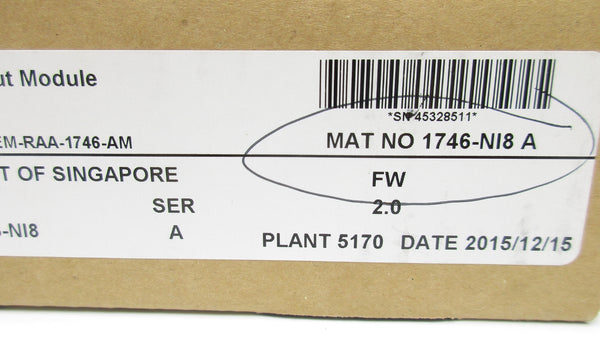 ut Module
*SN 45328511*
EM-RAA-1746-AM
MAT NO 1746-NI8 A
T OF SINGAPORE
FW
SER
2.0
-NI8
A
PLANT 5170 DATE 2015/12/15